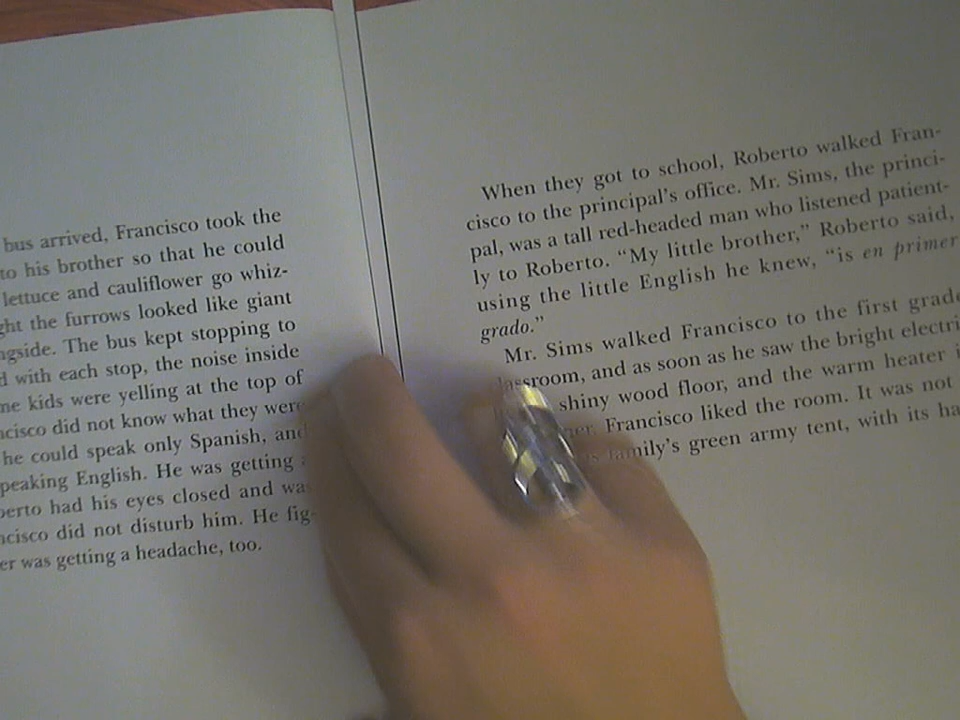 bus arrived, Francisco took the
to his brother so that he could
lettuce and cauliflower go whiz-
ght the furrows looked like giant
ngside. The bus kept stopping to
d with each stop, the noise inside
me kids were yelling at the top of
ncisco did not know what they were
he could speak only Spanish, and
peaking English. He was getting
berto had his eyes closed and was
ncisco did not disturb him. He fig-
er was getting a headache, too.
When they got to school, Roberto walked Fran-
cisco to the principal's office. Mr. Sims, the princi-
pal, was a tall red-headed man who listened patient-
ly to Roberto. “My little brother,” Roberto said,
using the little English he knew, “is en primer
grado.”
Mr. Sims walked Francisco to the first grade
classroom, and as soon as he saw the bright electri
shiny wood floor, and the warm heater i
Francisco liked the room. It was not
family's green army tent, with its ha